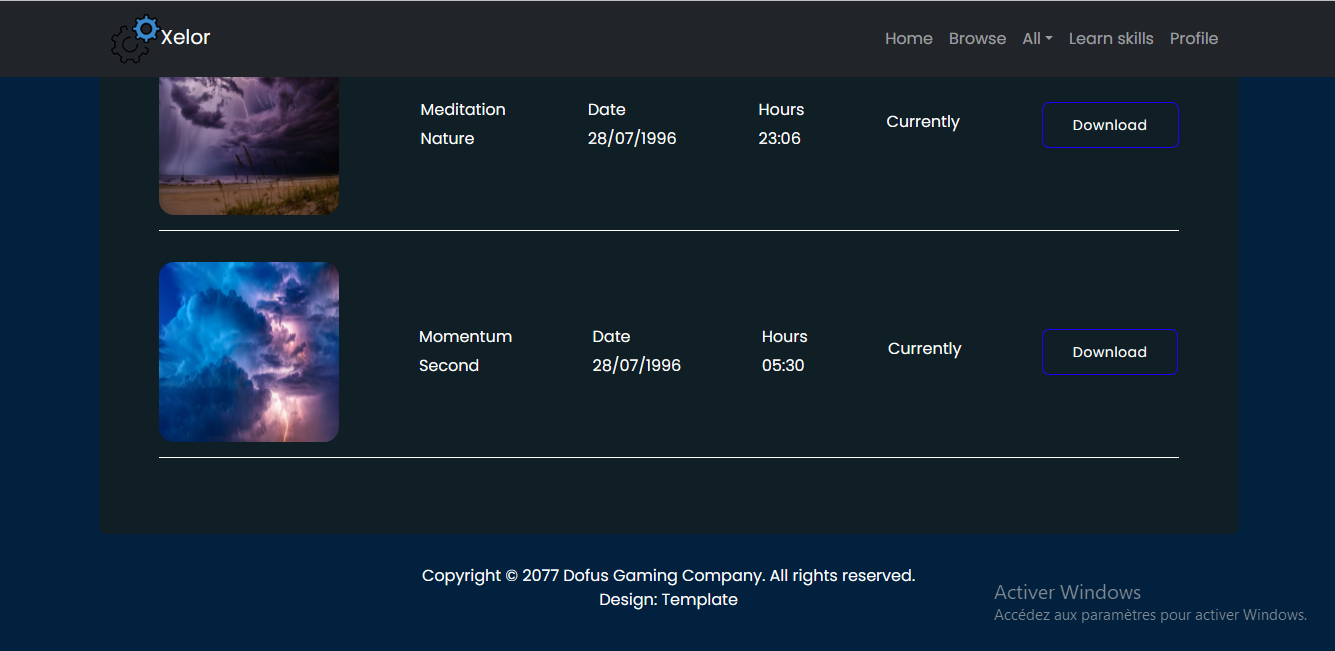 Xelor
Home Browse All Learn skills Profile
Meditation Date Hours Currently Download
Nature 28/07/1996 23:06
Momentum Date Hours Currently Download
Second 28/07/1996 05:30
Copyright © 2077 Dofus Gaming Company. All rights reserved.
Design: Template
Activer Windows
Accédez aux paramètres pour activer Windows.